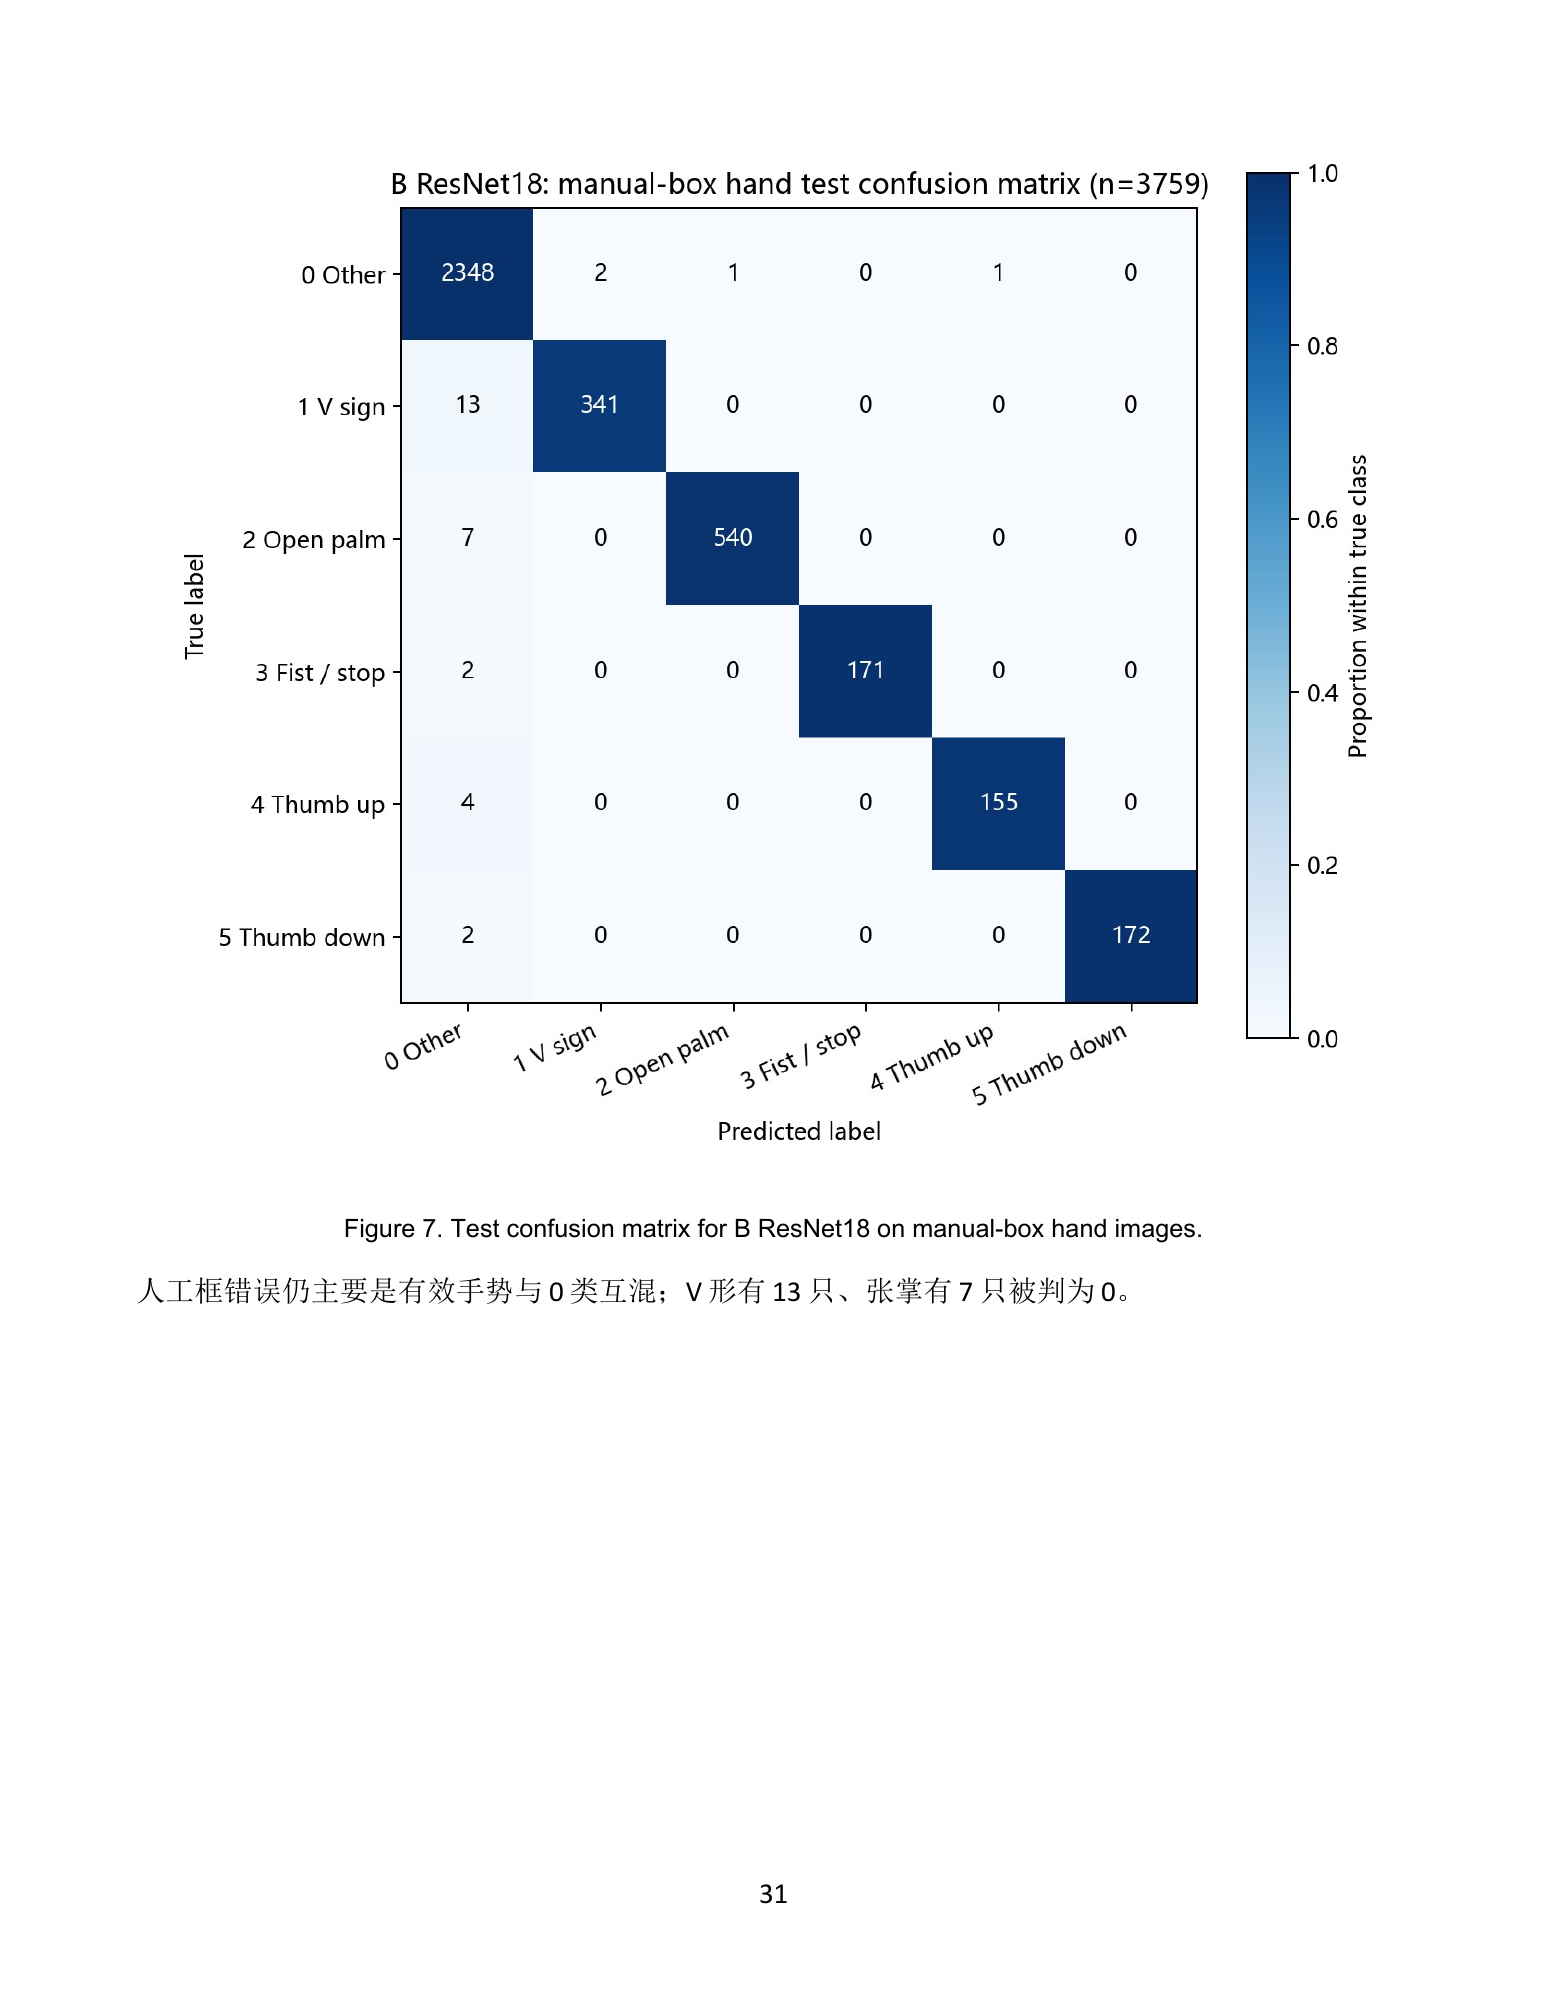 B ResNet18: manual-box hand test confusion matrix (n=3759)
0 Other 2348 2 1 0 1 0
1 V sign 13 341 0 0 0 0
2 Open palm 7 0 540 0 0 0
3 Fist / stop 2 0 0 171 0 0
4 Thumb up 4 0 0 0 155 0
5 Thumb down 2 0 0 0 0 172
True label
0 Other 1 V sign 2 Open palm 3 Fist / stop 4 Thumb up 5 Thumb down
Predicted label
1.0
0.8
0.6
0.4
0.2
0.0
Proportion within true class
Figure 7. Test confusion matrix for B ResNet18 on manual-box hand images.
人工框错误仍主要是有效手势与 0 类互混；V 形有 13 只、张掌有 7 只被判为 0。
31